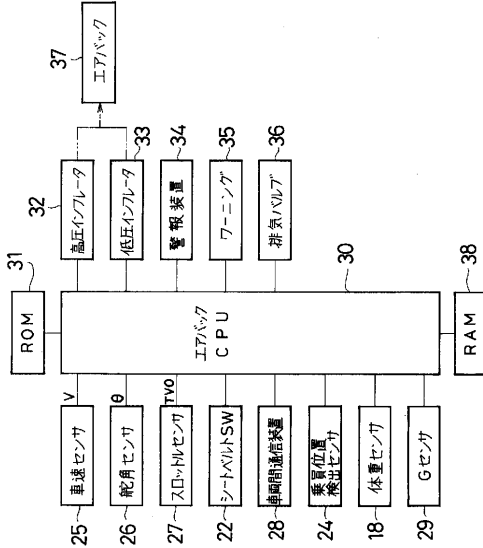 ROM
31
車速センサ
V
25
舵角センサ
θ
26
スロットルセンサ
TVO
27
シートベルトSW
22
車両間通信装置
28
乗員位置
検出センサ
24
体重センサ
18
Gセンサ
29
エアバック
CPU
30
高圧インフレータ
32
低圧インフレータ
33
警報装置
34
ワーニング
35
排気バルブ
36
エアバック
37
RAM
38